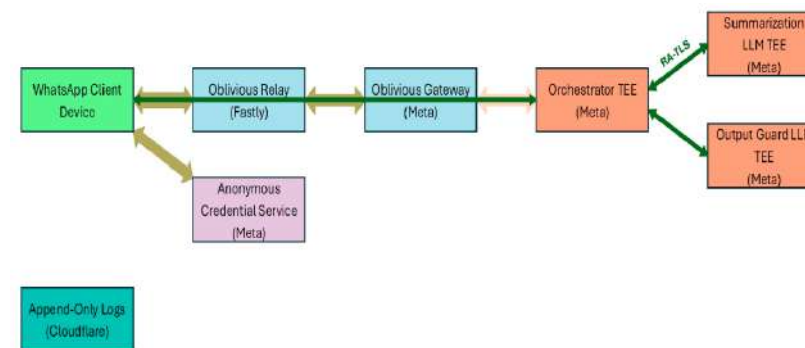 Summarization
LLM TEE
(Meta)
RA-TLS
WhatsApp Client
Device
Oblivious Relay
(Fastly)
Oblivious Gateway
(Meta)
Orchestrator TEE
(Meta)
Output Guard LLM
TEE
(Meta)
Anonymous
Credential Service
(Meta)
Append-Only Logs
(Cloudflare)